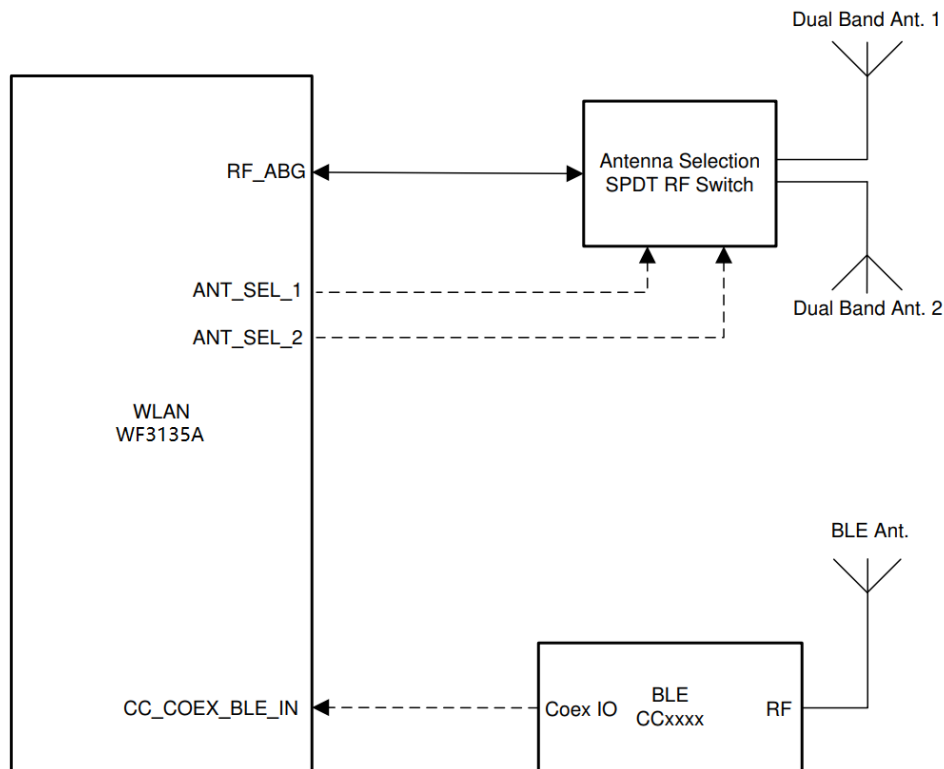 Dual Band Ant. 1
Antenna Selection
SPDT RF Switch
RF_ABG
ANT_SEL_1
Dual Band Ant. 2
ANT_SEL_2
WLAN
WF3135A
BLE Ant.
CC_COEX_BLE_IN
Coex IO
BLE
CCxxxx
RF